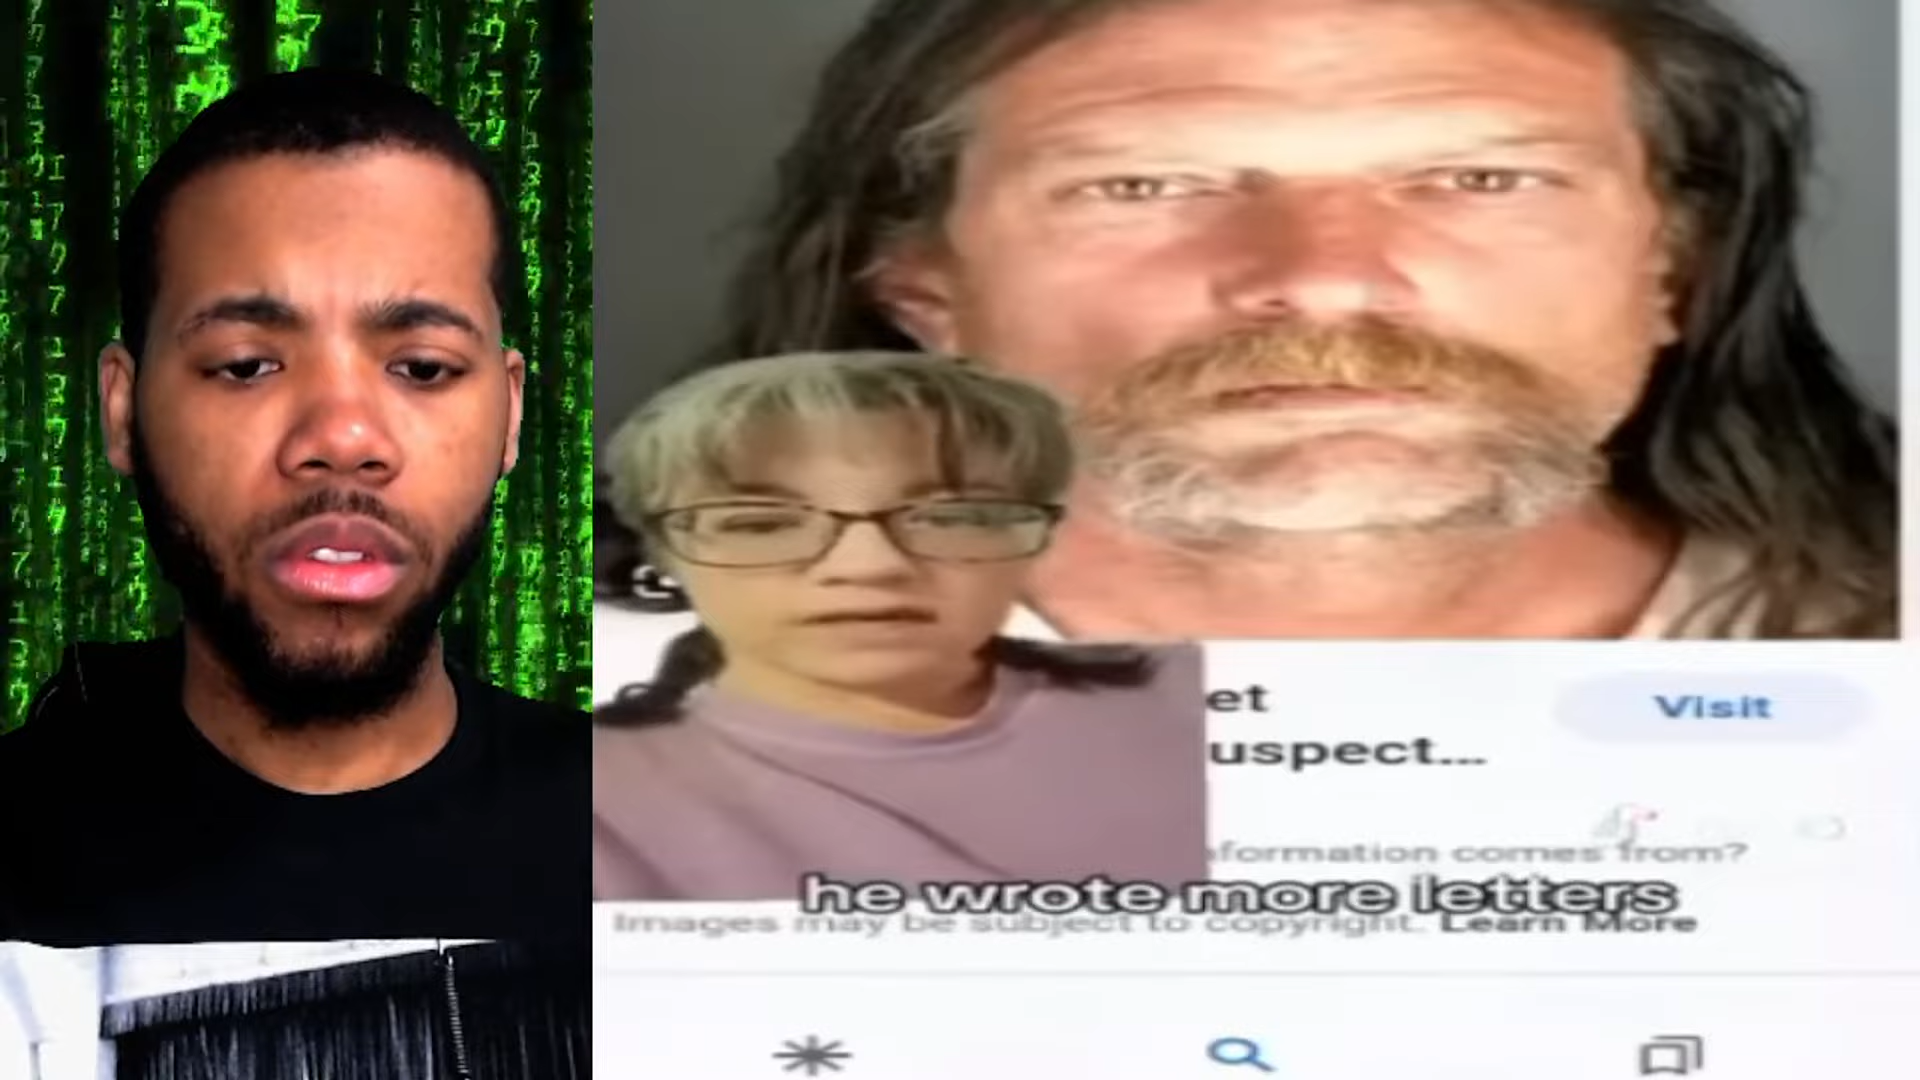 et
Visit
uspect...
formation comes from?
he wrote more letters
Images may be subject to copyright. Learn More